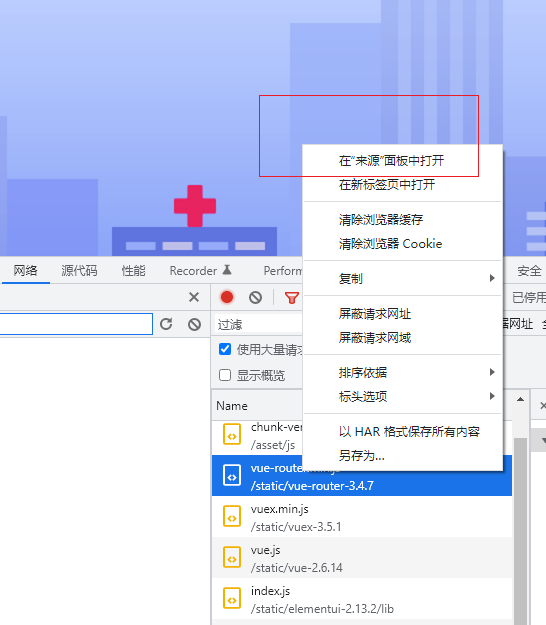 在“来源”面板中打开
在新标签页中打开
清除浏览器缓存
清除浏览器 Cookie
复制
屏蔽请求网址
屏蔽请求网域
排序依据
标头选项
以 HAR 格式保存所有内容
另存为...
网络
源代码
性能
Recorder
Perform
安全
已停用
过滤
网址
使用大量请求
显示概览
Name
chunk-ver
/asset/js
vue-router.min.js
/static/vue-router-3.4.7
vuex.min.js
/static/vuex-3.5.1
vue.js
/static/vue-2.6.14
index.js
/static/elementui-2.13.2/lib